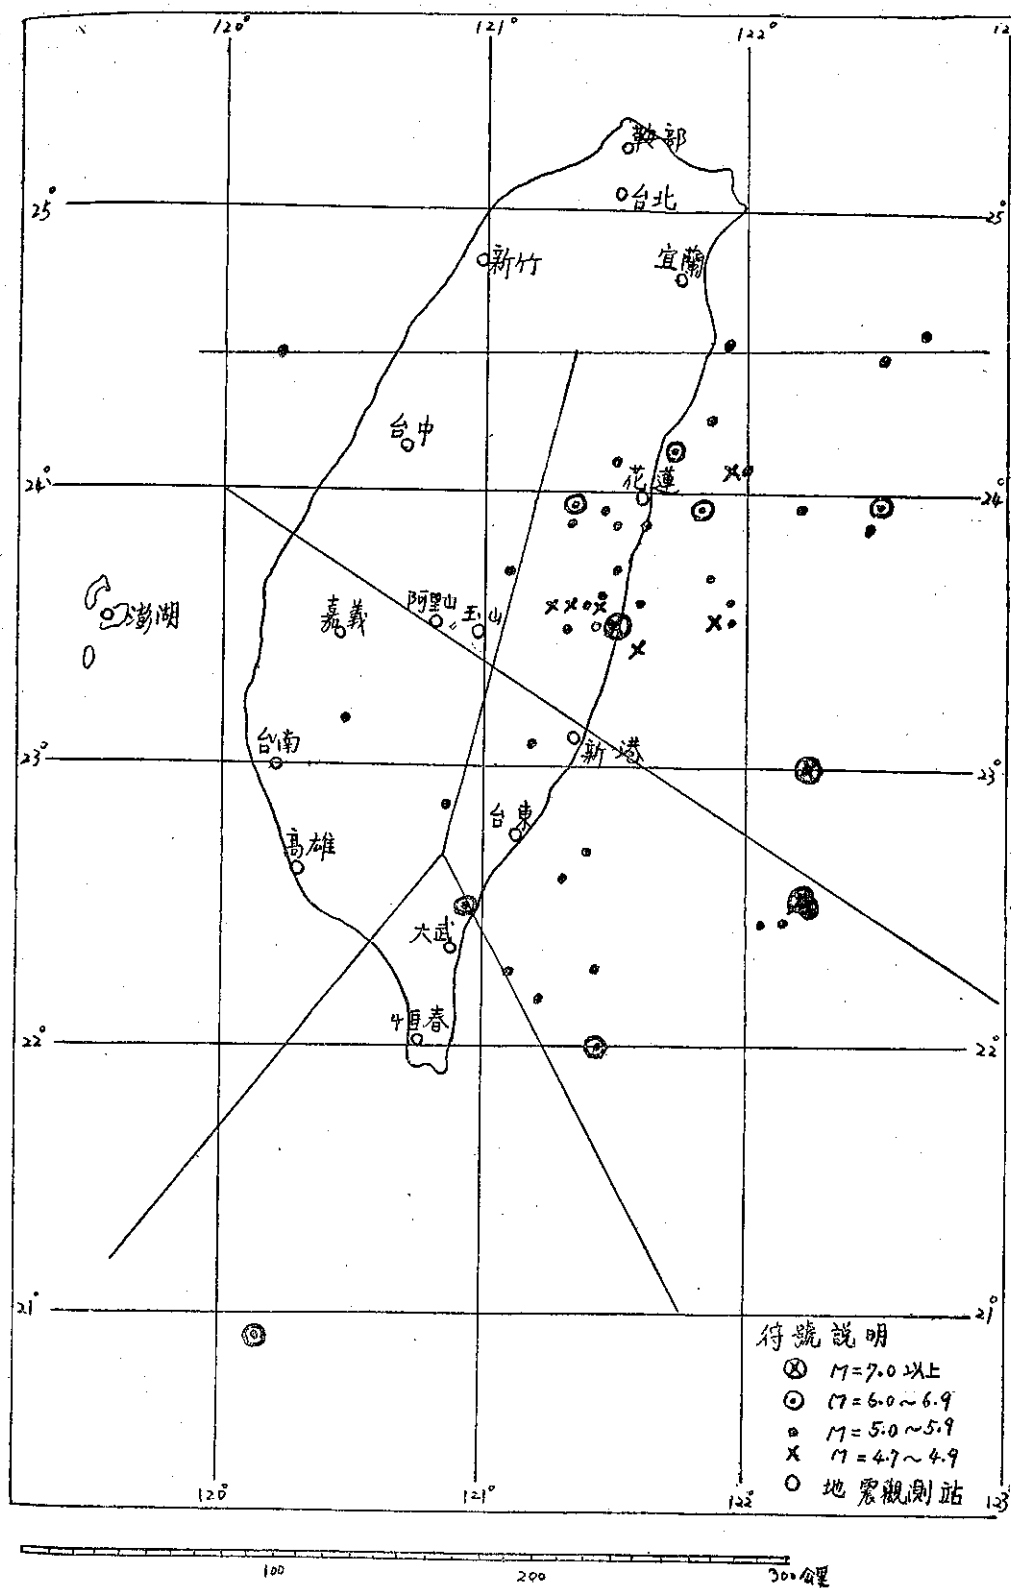 120° 121° 122° 12
鞍部
25° 台北 25°
新竹 宜蘭
台中
24° 花蓮 24°
澎湖 嘉義 阿里山 玉山
23° 台南 新港 23°
高雄 台東
大武
22° 恒春 22°
21° 21°
符號說明
M=7.0以上
M=6.0~6.9
M=5.0~5.9
M=4.7~4.9
地震觀測站
120° 121° 122° 123°
100 200 300公里